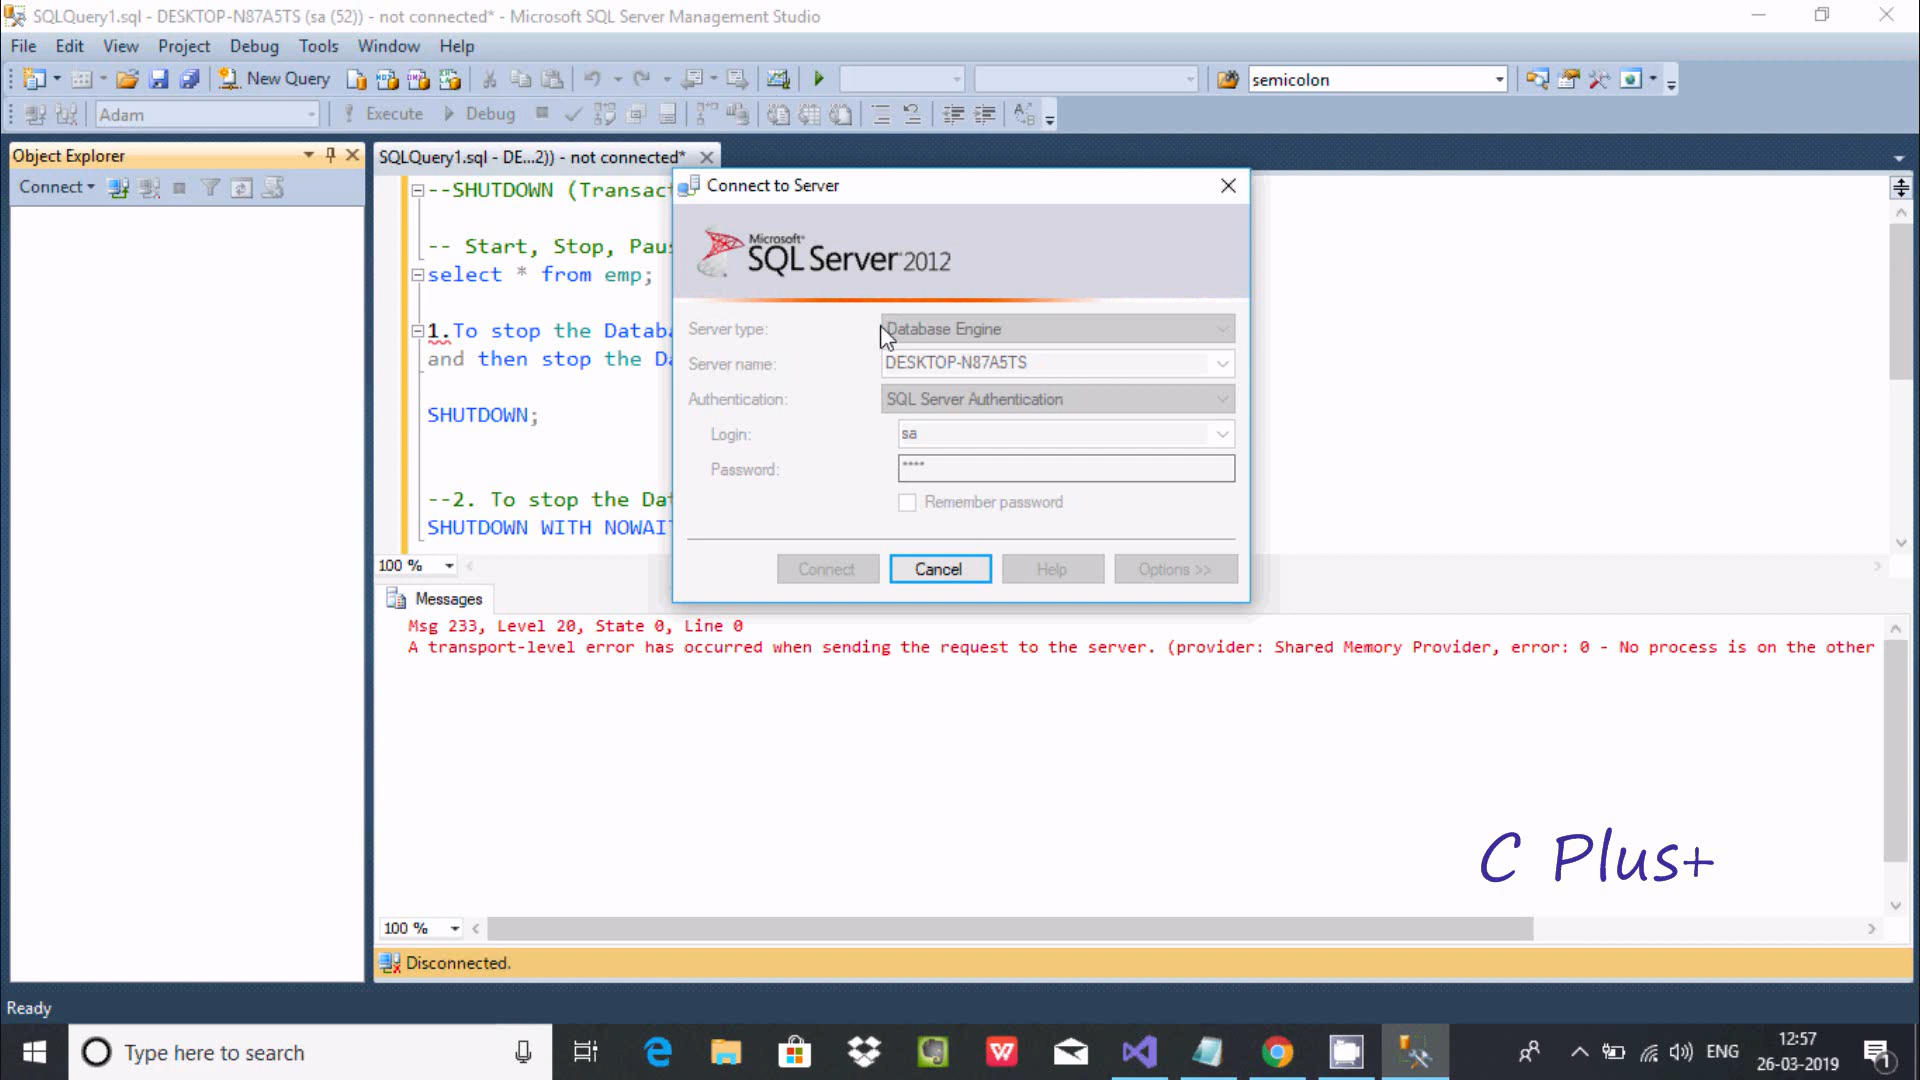 SQLQuery1.sql - DESKTOP-N87A5TS (sa (52)) - not connected* - Microsoft SQL Server Management Studio
File Edit View Project Debug Tools Window Help
New Query semicolon
Adam Execute Debug
Object Explorer
Connect
SQLQuery1.sql - DE...2)) - not connected*
--SHUTDOWN (Transac
-- Start, Stop, Pau
select * from emp;
1.To stop the Databa
and then stop the Da
SHUTDOWN;
--2. To stop the Dat
SHUTDOWN WITH NOWAIT
100 %
Connect to Server
Microsoft
SQL Server 2012
Server type: Database Engine
Server name: DESKTOP-N87A5TS
Authentication: SQL Server Authentication
Login: sa
Password: ****
Remember password
Connect Cancel Help Options >>
Messages
Msg 233, Level 20, State 0, Line 0
A transport-level error has occurred when sending the request to the server. (provider: Shared Memory Provider, error: 0 - No process is on the other
C Plus+
100 %
Disconnected.
Ready
Type here to search
ENG
12:57
26-03-2019
1